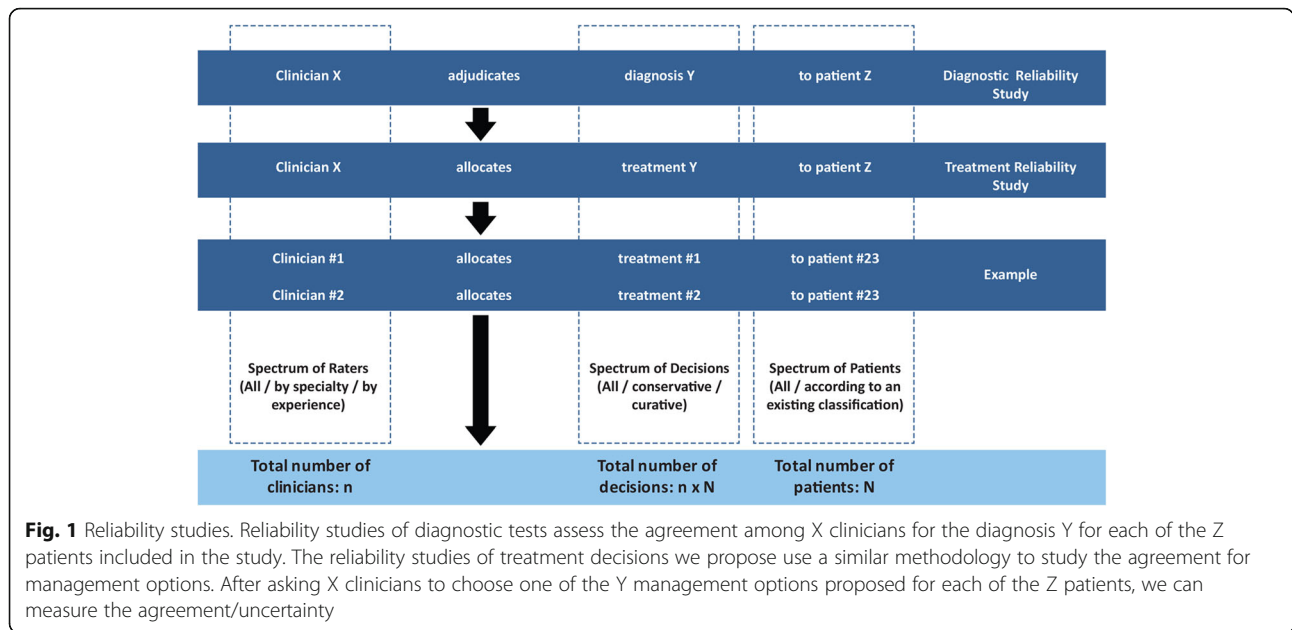 Clinician X adjudicates diagnosis Y to patient Z Diagnostic Reliability
Study
Clinician X allocates treatment Y to patient Z Treatment Reliability
Study
Clinician #1 allocates treatment #1 to patient #23
Example
Clinician #2 allocates treatment #2 to patient #23
Spectrum of Raters
(All / by specialty / by
experience)
Spectrum of Decisions
(All / conservative /
curative)
Spectrum of Patients
(All / according to an
existing classification)
Total number of
clinicians: n
Total number of
decisions: n x N
Total number of
patients: N
Fig. 1 Reliability studies. Reliability studies of diagnostic tests assess the agreement among X clinicians for the diagnosis Y for each of the Z
patients included in the study. The reliability studies of treatment decisions we propose use a similar methodology to study the agreement for
management options. After asking X clinicians to choose one of the Y management options proposed for each of the Z patients, we can
measure the agreement/uncertainty